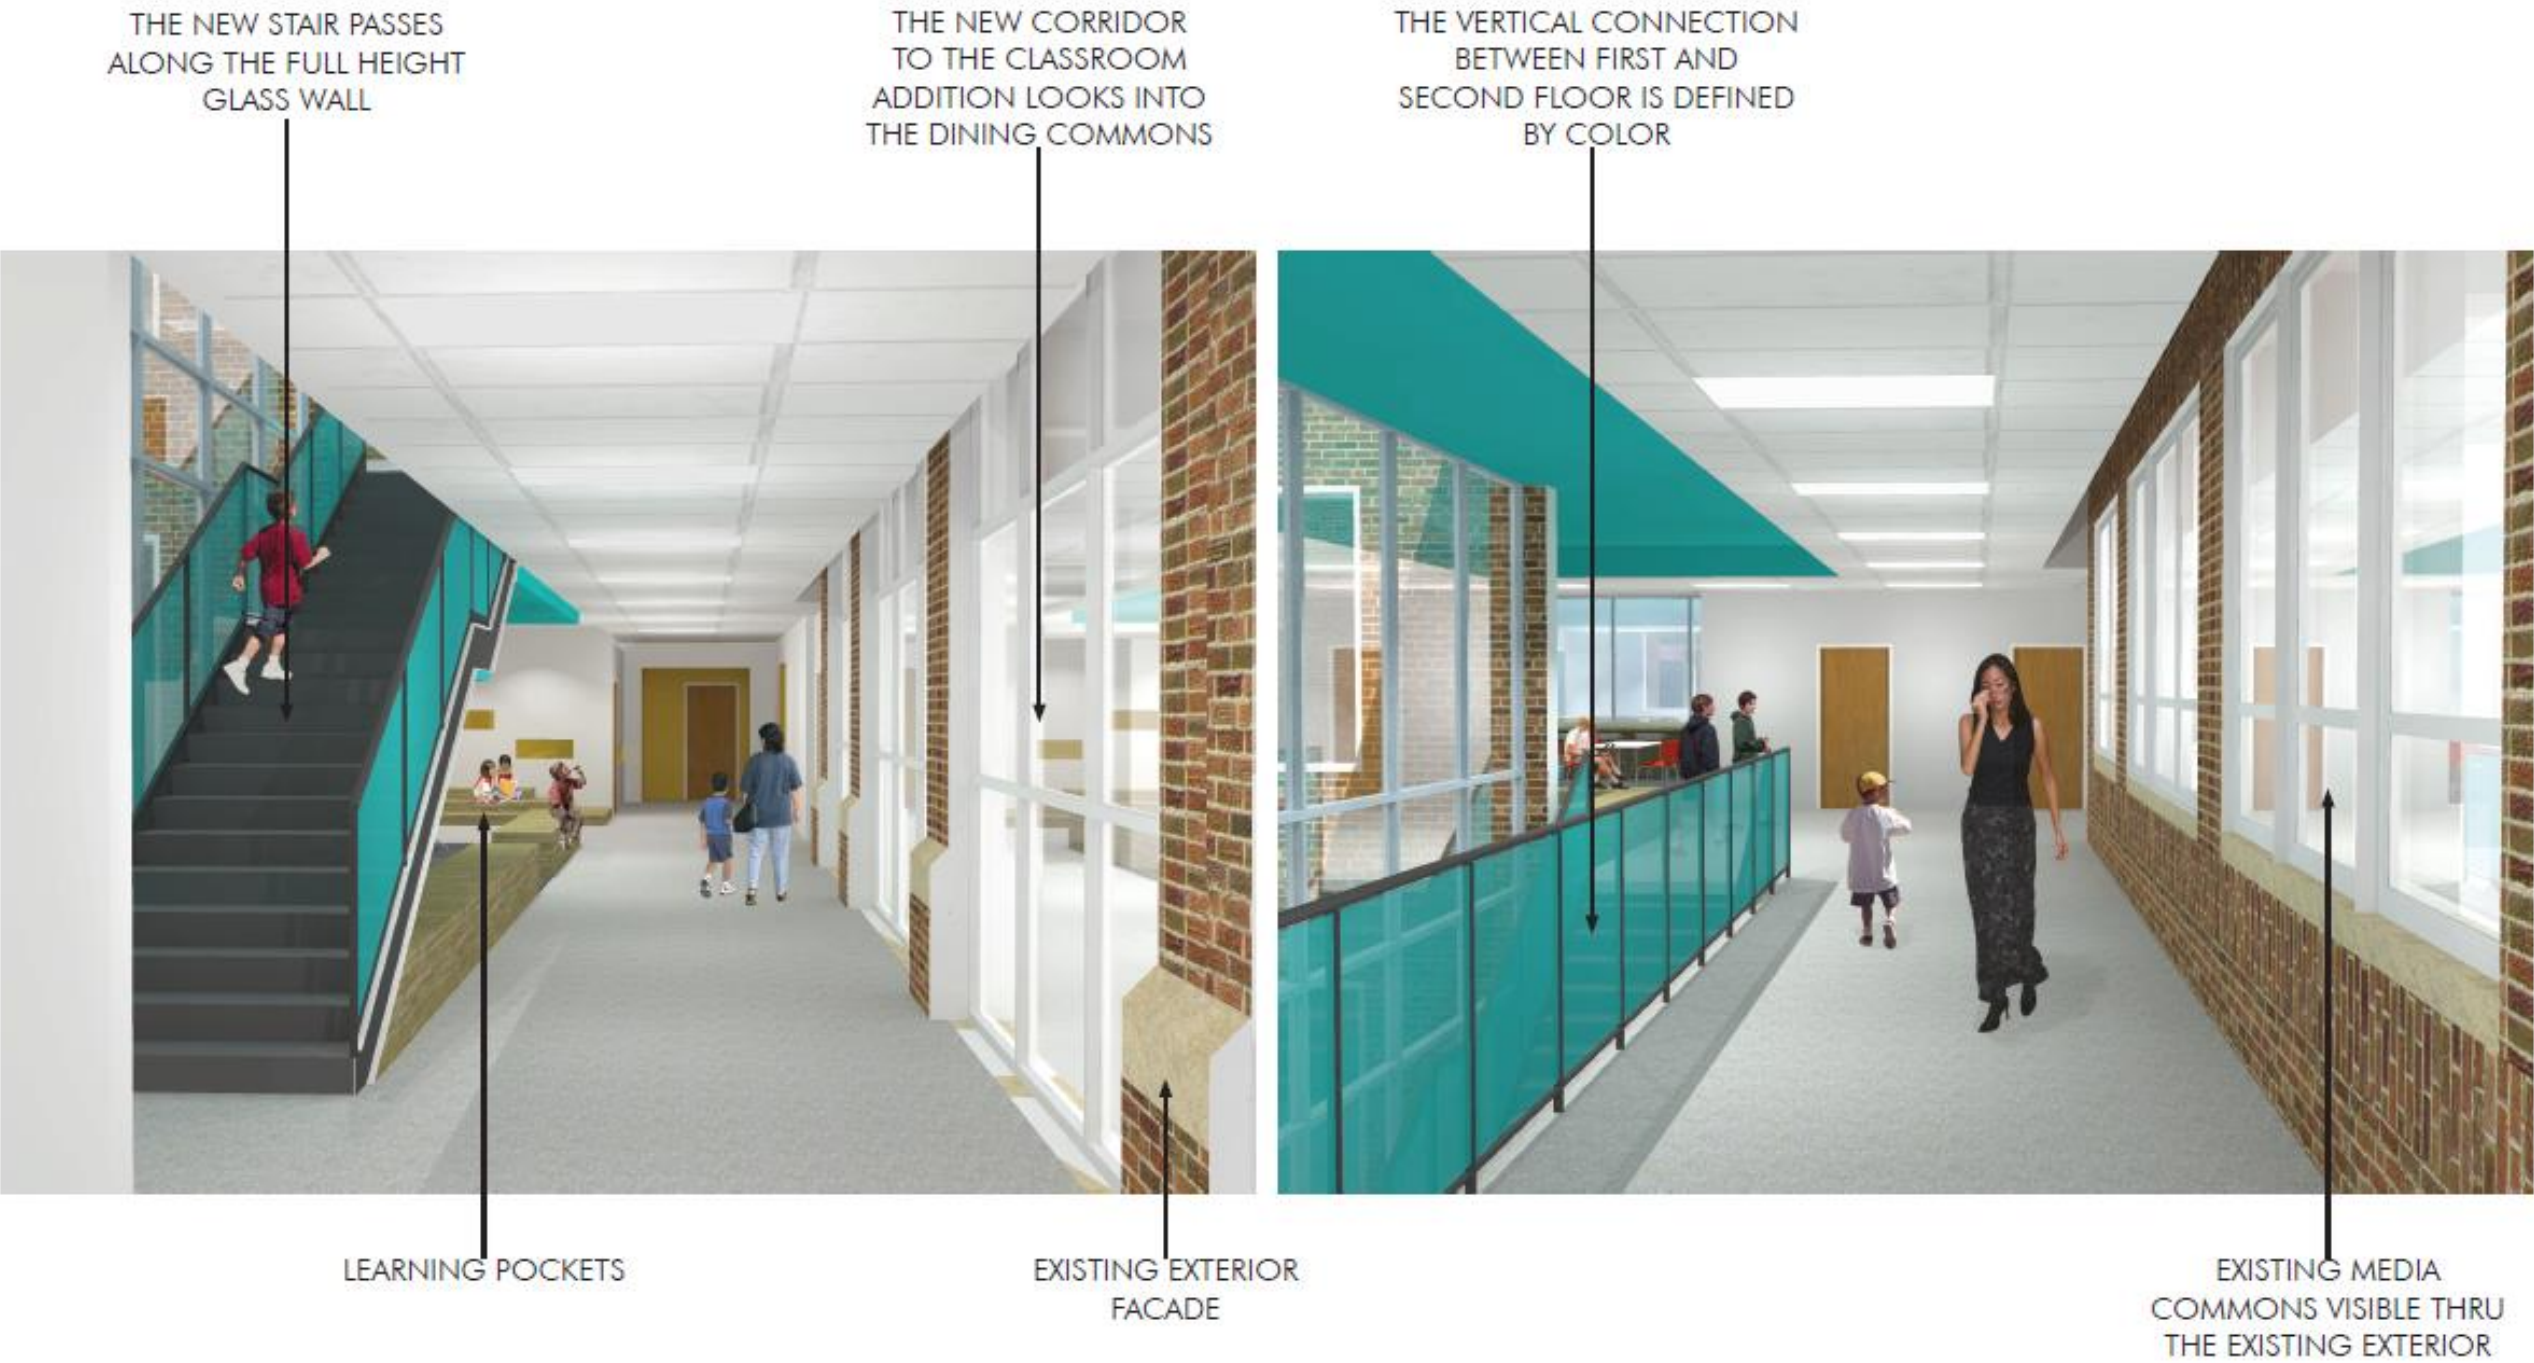 THE NEW STAIR PASSES
ALONG THE FULL HEIGHT
GLASS WALL
THE NEW CORRIDOR
TO THE CLASSROOM
ADDITION LOOKS INTO
THE DINING COMMONS
THE VERTICAL CONNECTION
BETWEEN FIRST AND
SECOND FLOOR IS DEFINED
BY COLOR
LEARNING POCKETS
EXISTING EXTERIOR
FACADE
EXISTING MEDIA
COMMONS VISIBLE THRU
THE EXISTING EXTERIOR